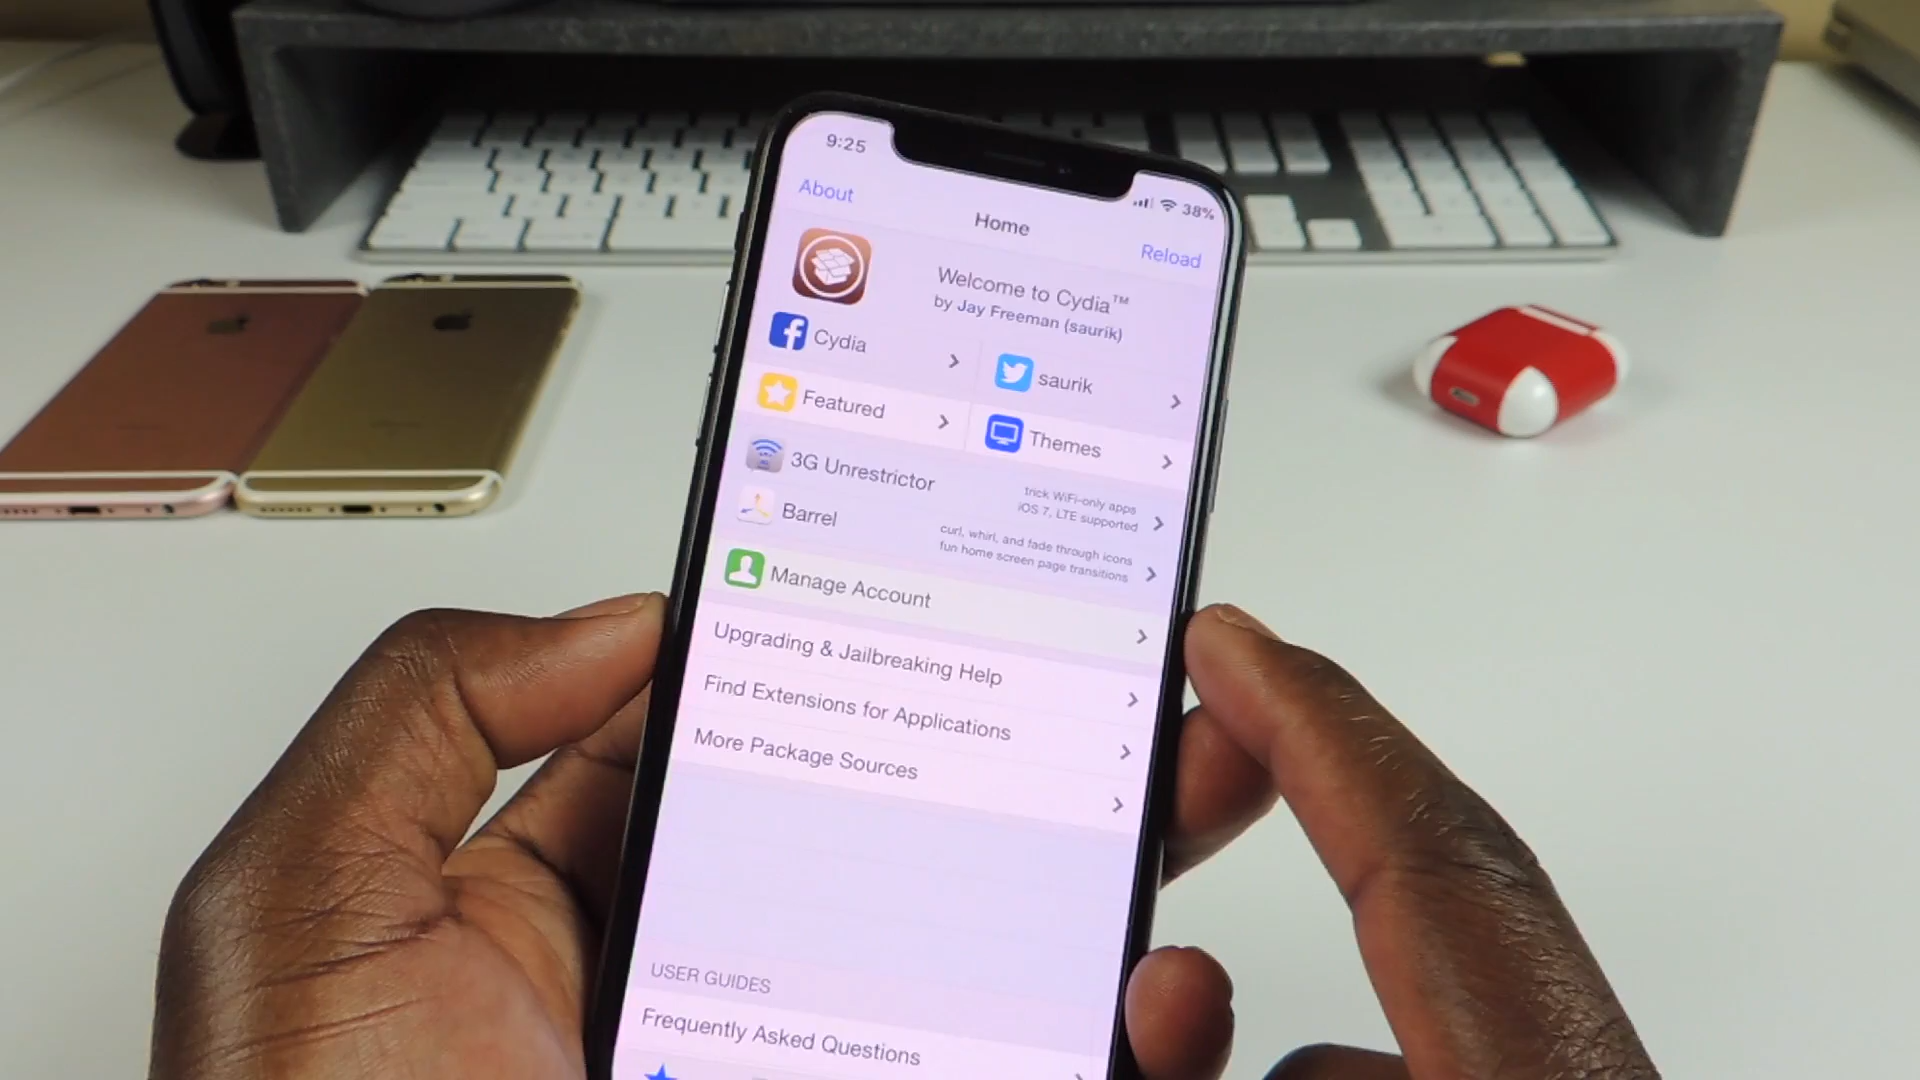 9:25
38%
About
Home
Reload
Welcome to Cydia™
by Jay Freeman (saurik)
Cydia
saurik
Featured
Themes
3G Unrestrictor
trick WiFi-only apps
iOS 7, LTE supported
Barrel
curl, whirl, and fade through icons
fun home screen page transitions
Manage Account
Upgrading & Jailbreaking Help
Find Extensions for Applications
More Package Sources
USER GUIDES
Frequently Asked Questions